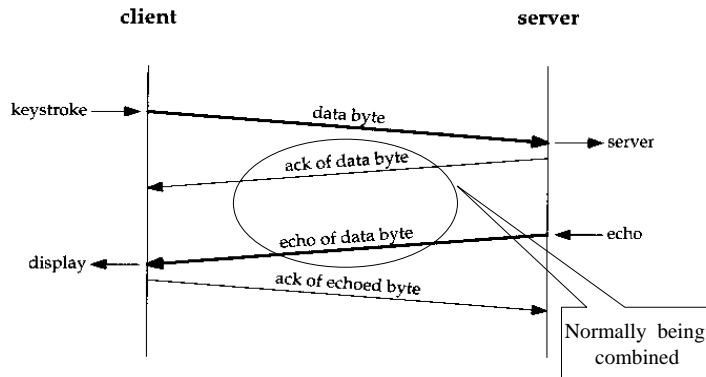 client
server
keystroke
data byte
server
ack of data byte
echo of data byte
echo
display
ack of echoed byte
Normally being
combined